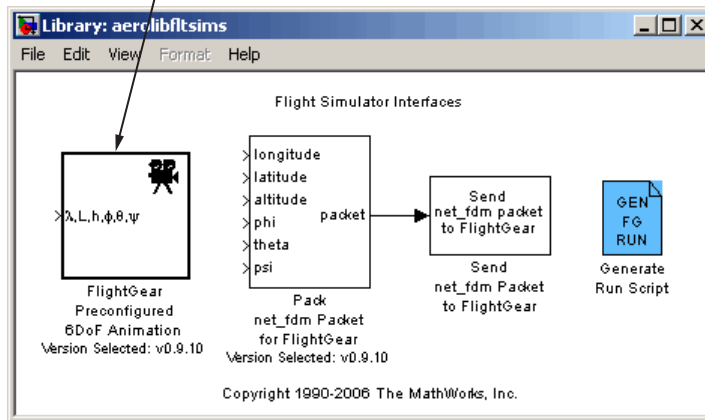 Library: aerolibfltsims
File Edit View Format Help
Flight Simulator Interfaces
λ,L,h,ϕ,θ,ψ
FlightGear
Preconfigured
6DoF Animation
Version Selected: v0.9.10
longitude
latitude
altitude
phi
theta
psi
packet
Pack
net_fdm Packet
for FlightGear
Version Selected: v0.9.10
Send
net_fdm packet
to FlightGear
Send
net_fdm Packet
to FlightGear
GEN
FG
RUN
Generate
Run Script
Copyright 1990-2006 The MathWorks, Inc.